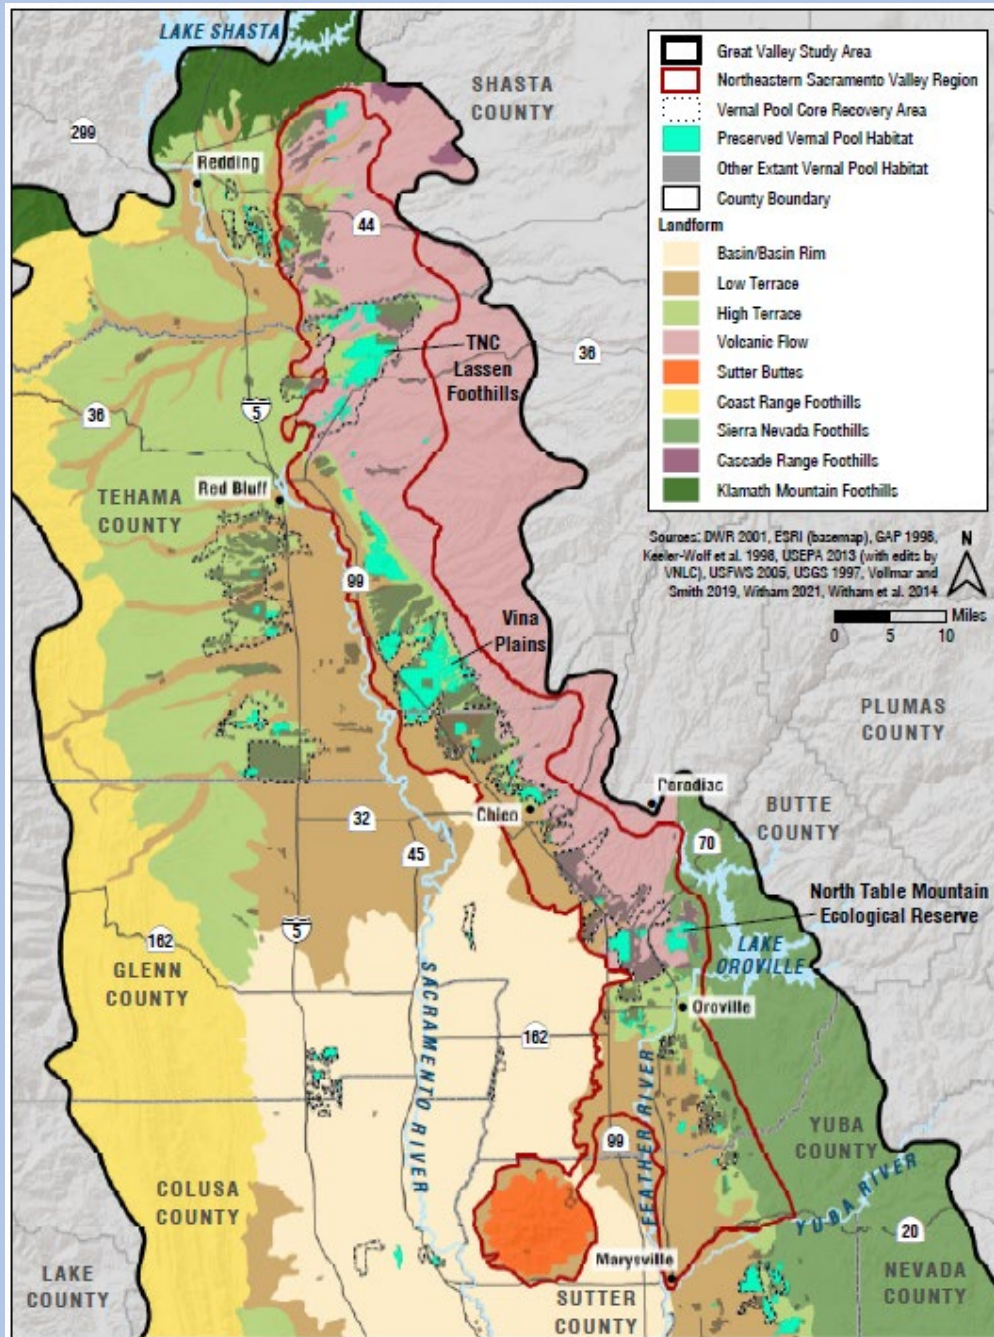 LAKE SHASTA
SHASTA
COUNTY
299
Redding
44
TNC
Lassen
Foothills
36
36
5
TEHAMA
COUNTY
Red Bluff
99
Vina
Plains
PLUMAS
COUNTY
Paradise
BUTTE
COUNTY
Chico
32
45
70
North Table Mountain
Ecological Reserve
LAKE
OROVILLE
162
5
GLENN
COUNTY
SACRAMENTO RIVER
Oroville
162
FEATHER RIVER
99
YUBA
COUNTY
YUBA RIVER
COLUSA
COUNTY
20
Marysville
LAKE
COUNTY
SUTTER
COUNTY
NEVADA
COUNTY
Great Valley Study Area
Northeastern Sacramento Valley Region
Vernal Pool Core Recovery Area
Preserved Vernal Pool Habitat
Other Extant Vernal Pool Habitat
County Boundary
Landform
Basin/Basin Rim
Low Terrace
High Terrace
Volcanic Flow
Sutter Buttes
Coast Range Foothills
Sierra Nevada Foothills
Cascade Range Foothills
Klamath Mountain Foothills
Sources: DWR 2001, ESRI (basemap), GAP 1998,
Keeler-Wolf et al. 1998, USEPA 2013 (with edits by
VNLC), USFWS 2005, USGS 1997, Vollmar and
Smith 2019, Witham 2021, Witham et al. 2014
N
Miles
0 5 10